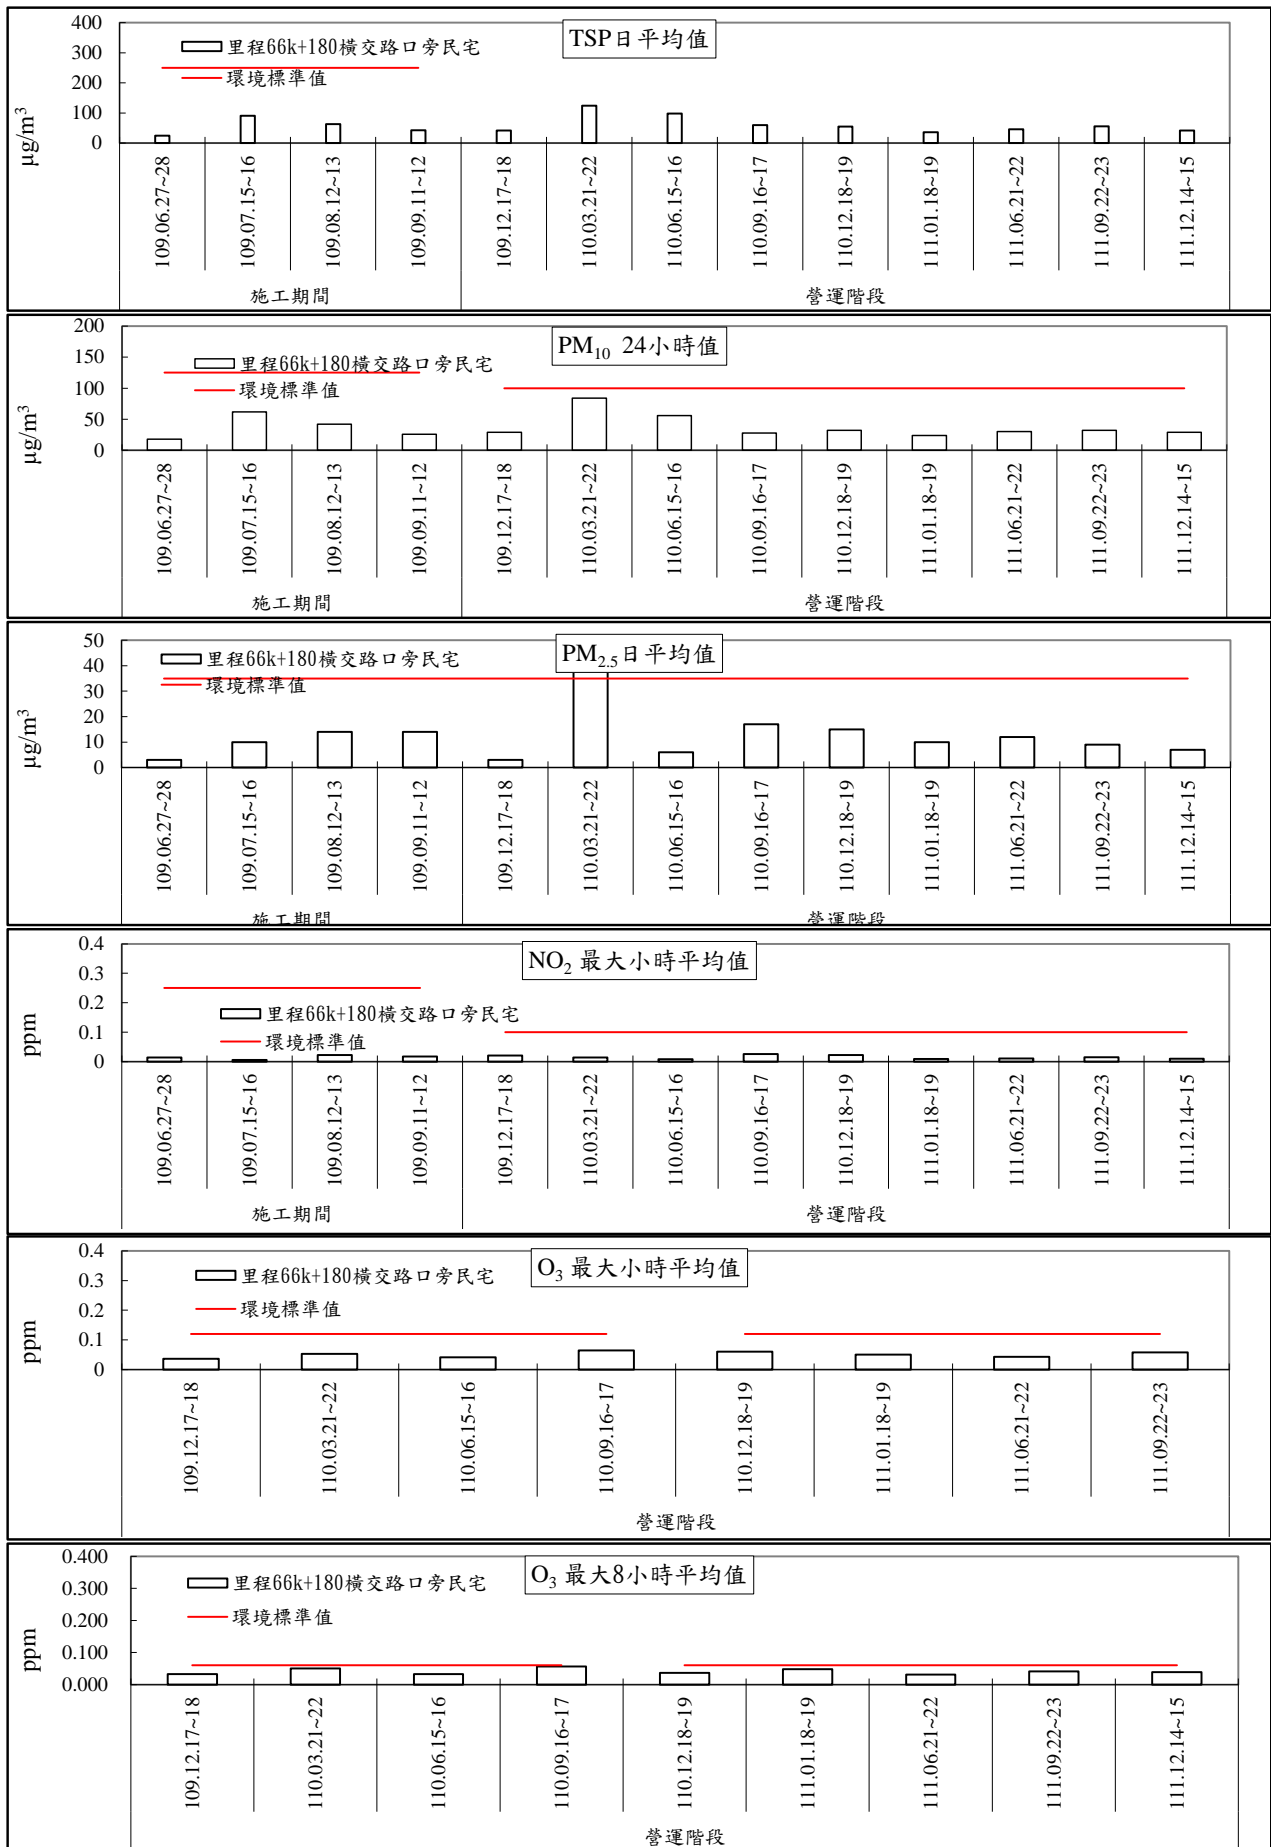 TSP日平均值
里程66k+180橫交路口旁民宅
環境標準值
μg/m³
400
300
200
100
0
109.06.27~28
109.07.15~16
109.08.12~13
109.09.11~12
109.12.17~18
110.03.21~22
110.06.15~16
110.09.16~17
110.12.18~19
111.01.18~19
111.06.21~22
111.09.22~23
111.12.14~15
施工期間
營運階段
PM₁₀ 24小時值
里程66k+180橫交路口旁民宅
環境標準值
μg/m³
200
150
100
50
0
109.06.27~28
109.07.15~16
109.08.12~13
109.09.11~12
109.12.17~18
110.03.21~22
110.06.15~16
110.09.16~17
110.12.18~19
111.01.18~19
111.06.21~22
111.09.22~23
111.12.14~15
施工期間
營運階段
PM₂.₅日平均值
里程66k+180橫交路口旁民宅
環境標準值
μg/m³
50
40
30
20
10
0
109.06.27~28
109.07.15~16
109.08.12~13
109.09.11~12
109.12.17~18
110.03.21~22
110.06.15~16
110.09.16~17
110.12.18~19
111.01.18~19
111.06.21~22
111.09.22~23
111.12.14~15
施工期間
營運階段
NO₂ 最大小時平均值
里程66k+180橫交路口旁民宅
環境標準值
ppm
0.4
0.3
0.2
0.1
0
109.06.27~28
109.07.15~16
109.08.12~13
109.09.11~12
109.12.17~18
110.03.21~22
110.06.15~16
110.09.16~17
110.12.18~19
111.01.18~19
111.06.21~22
111.09.22~23
111.12.14~15
施工期間
營運階段
O₃ 最大小時平均值
里程66k+180橫交路口旁民宅
環境標準值
ppm
0.4
0.3
0.2
0.1
0
109.12.17~18
110.03.21~22
110.06.15~16
110.09.16~17
110.12.18~19
111.01.18~19
111.06.21~22
111.09.22~23
營運階段
O₃ 最大8小時平均值
里程66k+180橫交路口旁民宅
環境標準值
ppm
0.400
0.300
0.200
0.100
0.000
109.12.17~18
110.03.21~22
110.06.15~16
110.09.16~17
110.12.18~19
111.01.18~19
111.06.21~22
111.09.22~23
111.12.14~15
營運階段